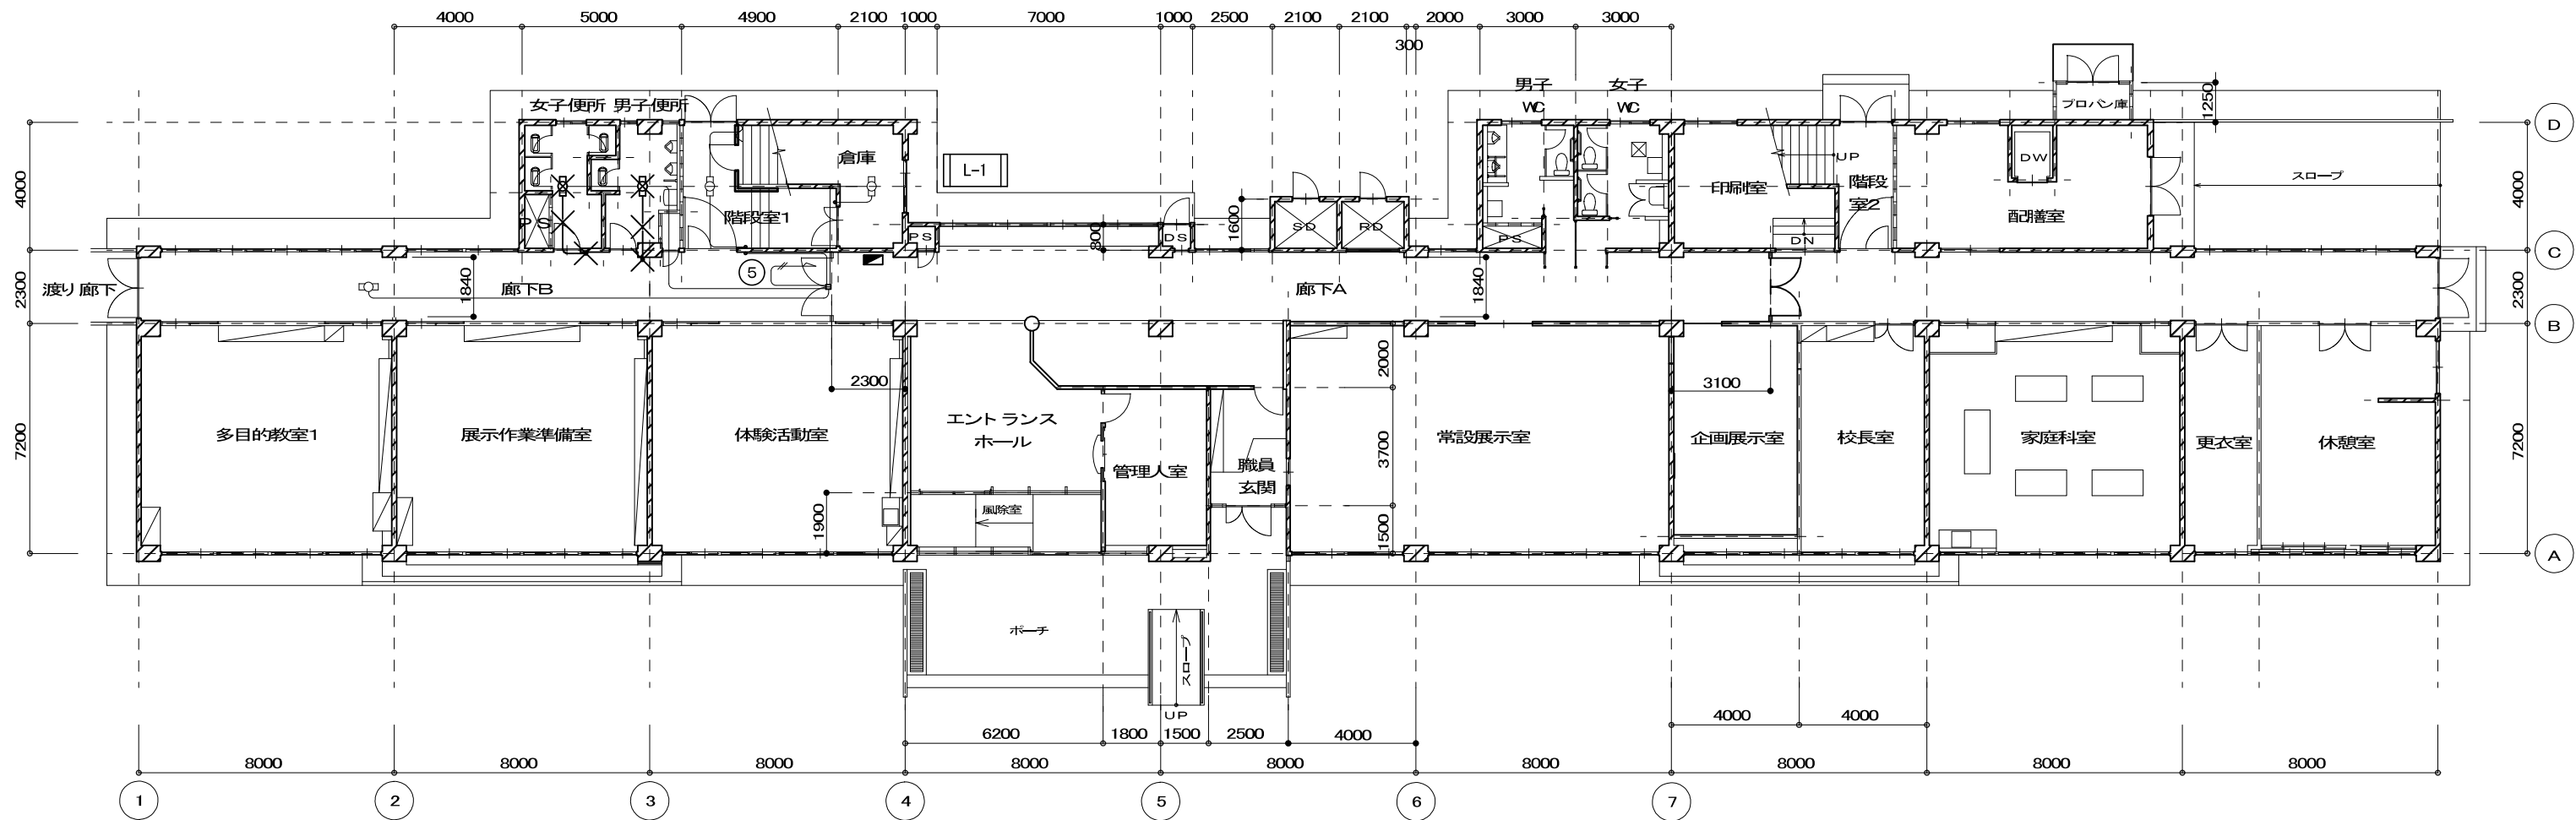 4000 5000 4900 2100 1000 7000 1000 2500 2100 2100 2000 3000 3000
300
男子 女子
WC WC
女子便所 男子便所
プロパン庫
1250
D
D
倉庫
L-1
DW
UP
4000
印刷室
階段
室2
スロープ
4000
PS
階段室1
配膳室
PS
DS
SD
RD
PS
DN
800
1600
C
5
渡り廊下
2300
1840
廊下B
廊下A
1840
2300
B
2300
2000
3100
7200
多目的教室1
展示作業準備室
体験活動室
エントランス
ホール
管理人室
職員
玄関
3700
常設展示室
企画展示室
校長室
家庭科室
更衣室
休憩室
7200
1900
風除室
1500
A
ポーチ
スロープ
UP
4000 4000
6200 1800 1500 2500 4000
8000 8000 8000 8000 8000 8000 8000 8000 8000
1 2 3 4 5 6 7